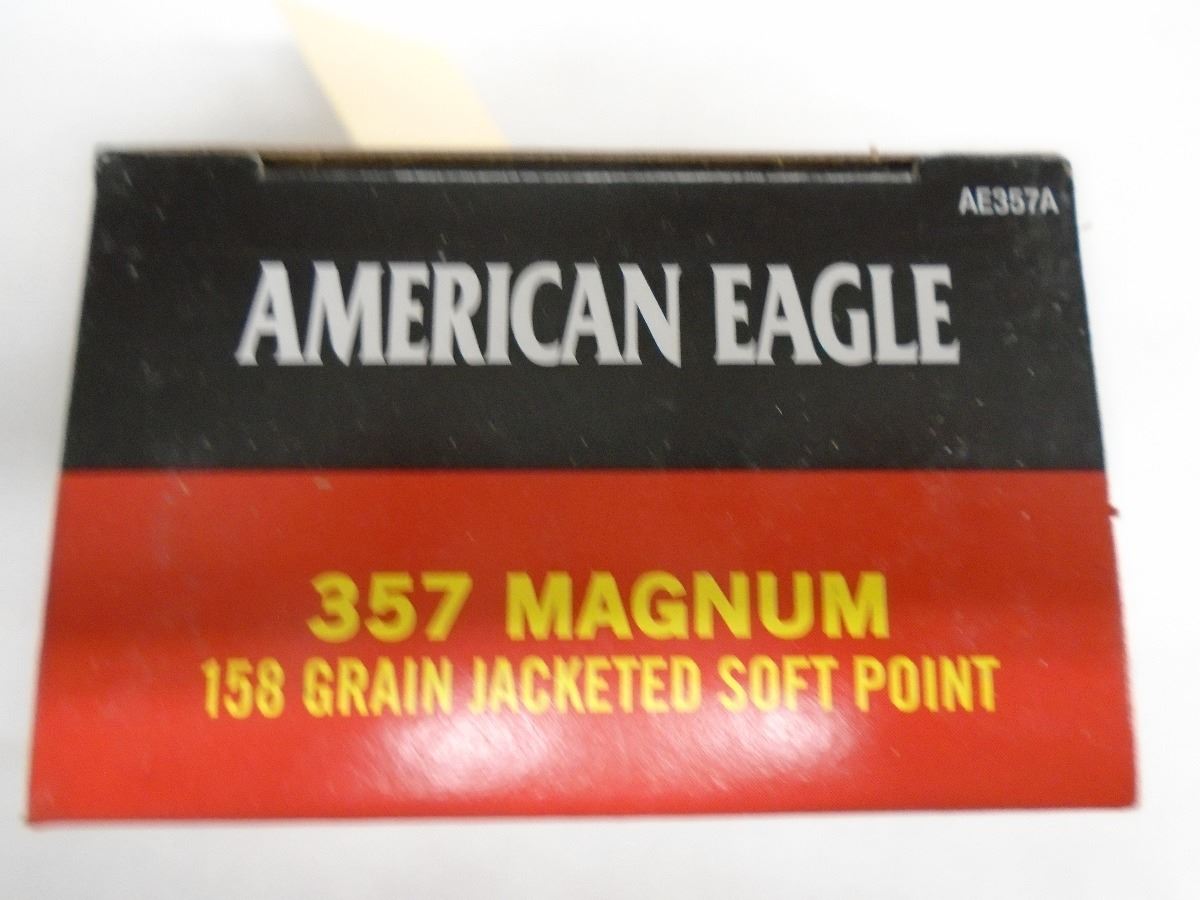 AE357A
AMERICAN EAGLE
357 MAGNUM
158 GRAIN JACKETED SOFT POINT